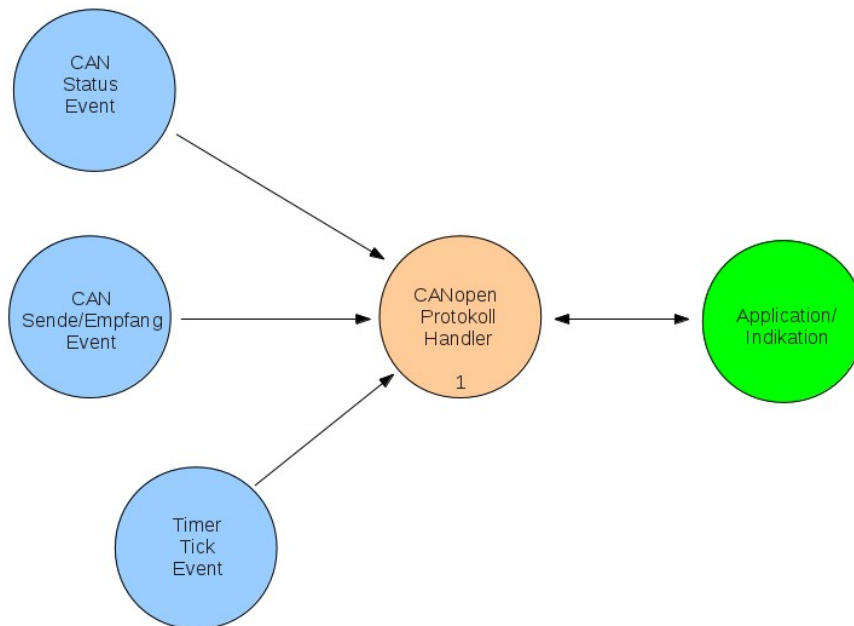 CAN
Status
Event
CAN
Sende/Empfang
Event
CANopen
Protokoll
Handler
1
Application/
Indikation
Timer
Tick
Event